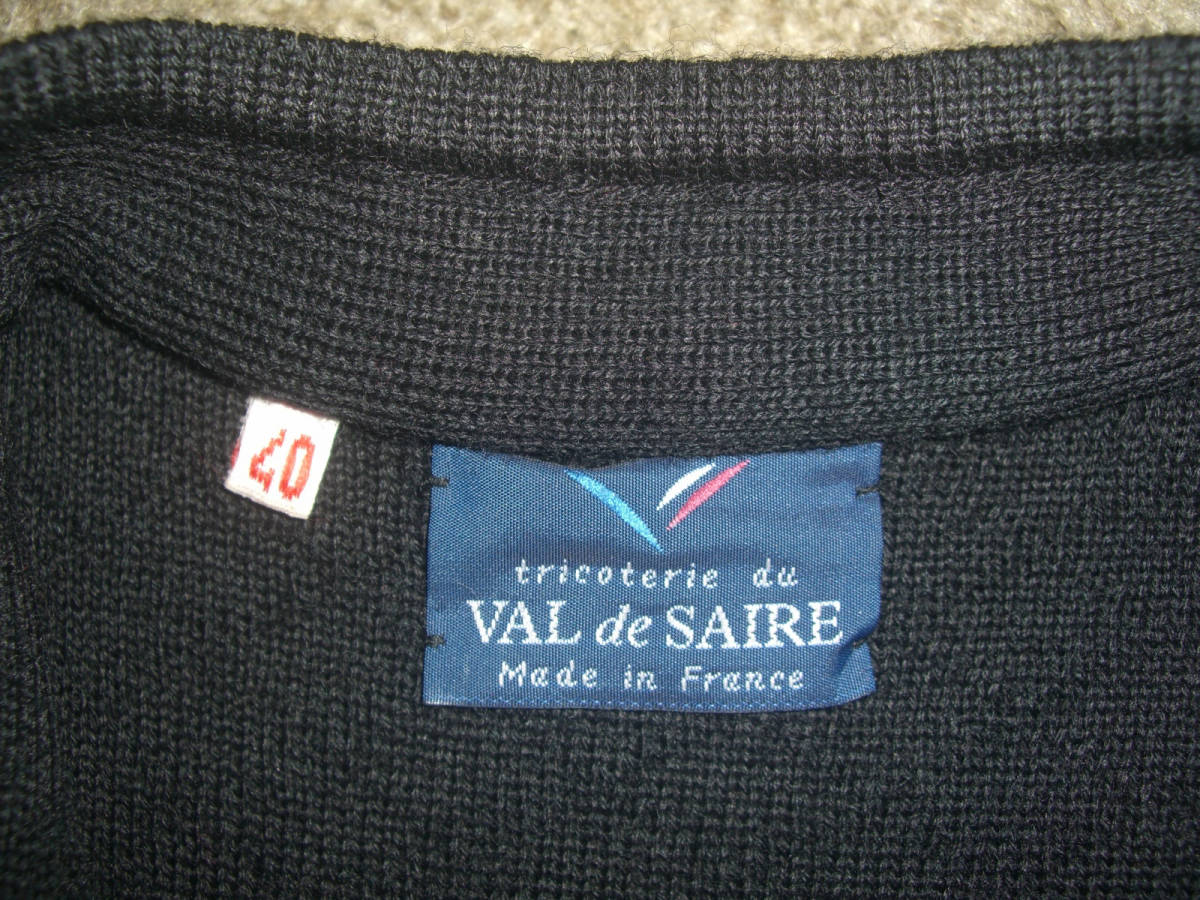 40
tricoterie du
VAL de SAIRE
Made in France